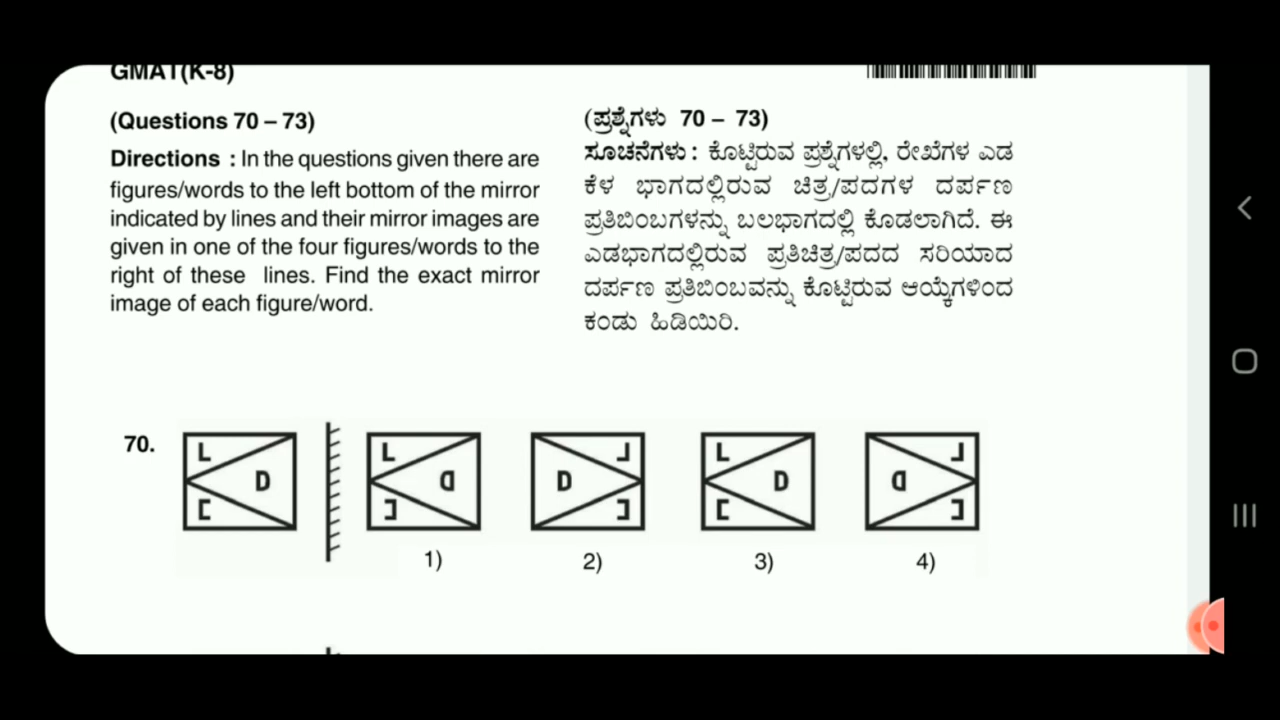 GMAT(K-8)
(Questions 70 – 73)
Directions : In the questions given there are
figures/words to the left bottom of the mirror
indicated by lines and their mirror images are
given in one of the four figures/words to the
right of these lines. Find the exact mirror
image of each figure/word.
(ಪ್ರಶ್ನೆಗಳು 70 – 73)
ಸೂಚನೆಗಳು : ಕೊಟ್ಟಿರುವ ಪ್ರಶ್ನೆಗಳಲ್ಲಿ, ರೇಖೆಗಳ ಎಡ
ಕೆಳ ಭಾಗದಲ್ಲಿರುವ ಚಿತ್ರ/ಪದಗಳ ದರ್ಪಣ
ಪ್ರತಿಬಿಂಬಗಳನ್ನು ಬಲಭಾಗದಲ್ಲಿ ಕೊಡಲಾಗಿದೆ. ಈ
ಎಡಭಾಗದಲ್ಲಿರುವ ಪ್ರತಿಚಿತ್ರ/ಪದದ ಸರಿಯಾದ
ದರ್ಪಣ ಪ್ರತಿಬಿಂಬವನ್ನು ಕೊಟ್ಟಿರುವ ಆಯ್ಕೆಗಳಿಂದ
ಕಂಡು ಹಿಡಿಯಿರಿ.
70.
L D C
1) 2) 3) 4)